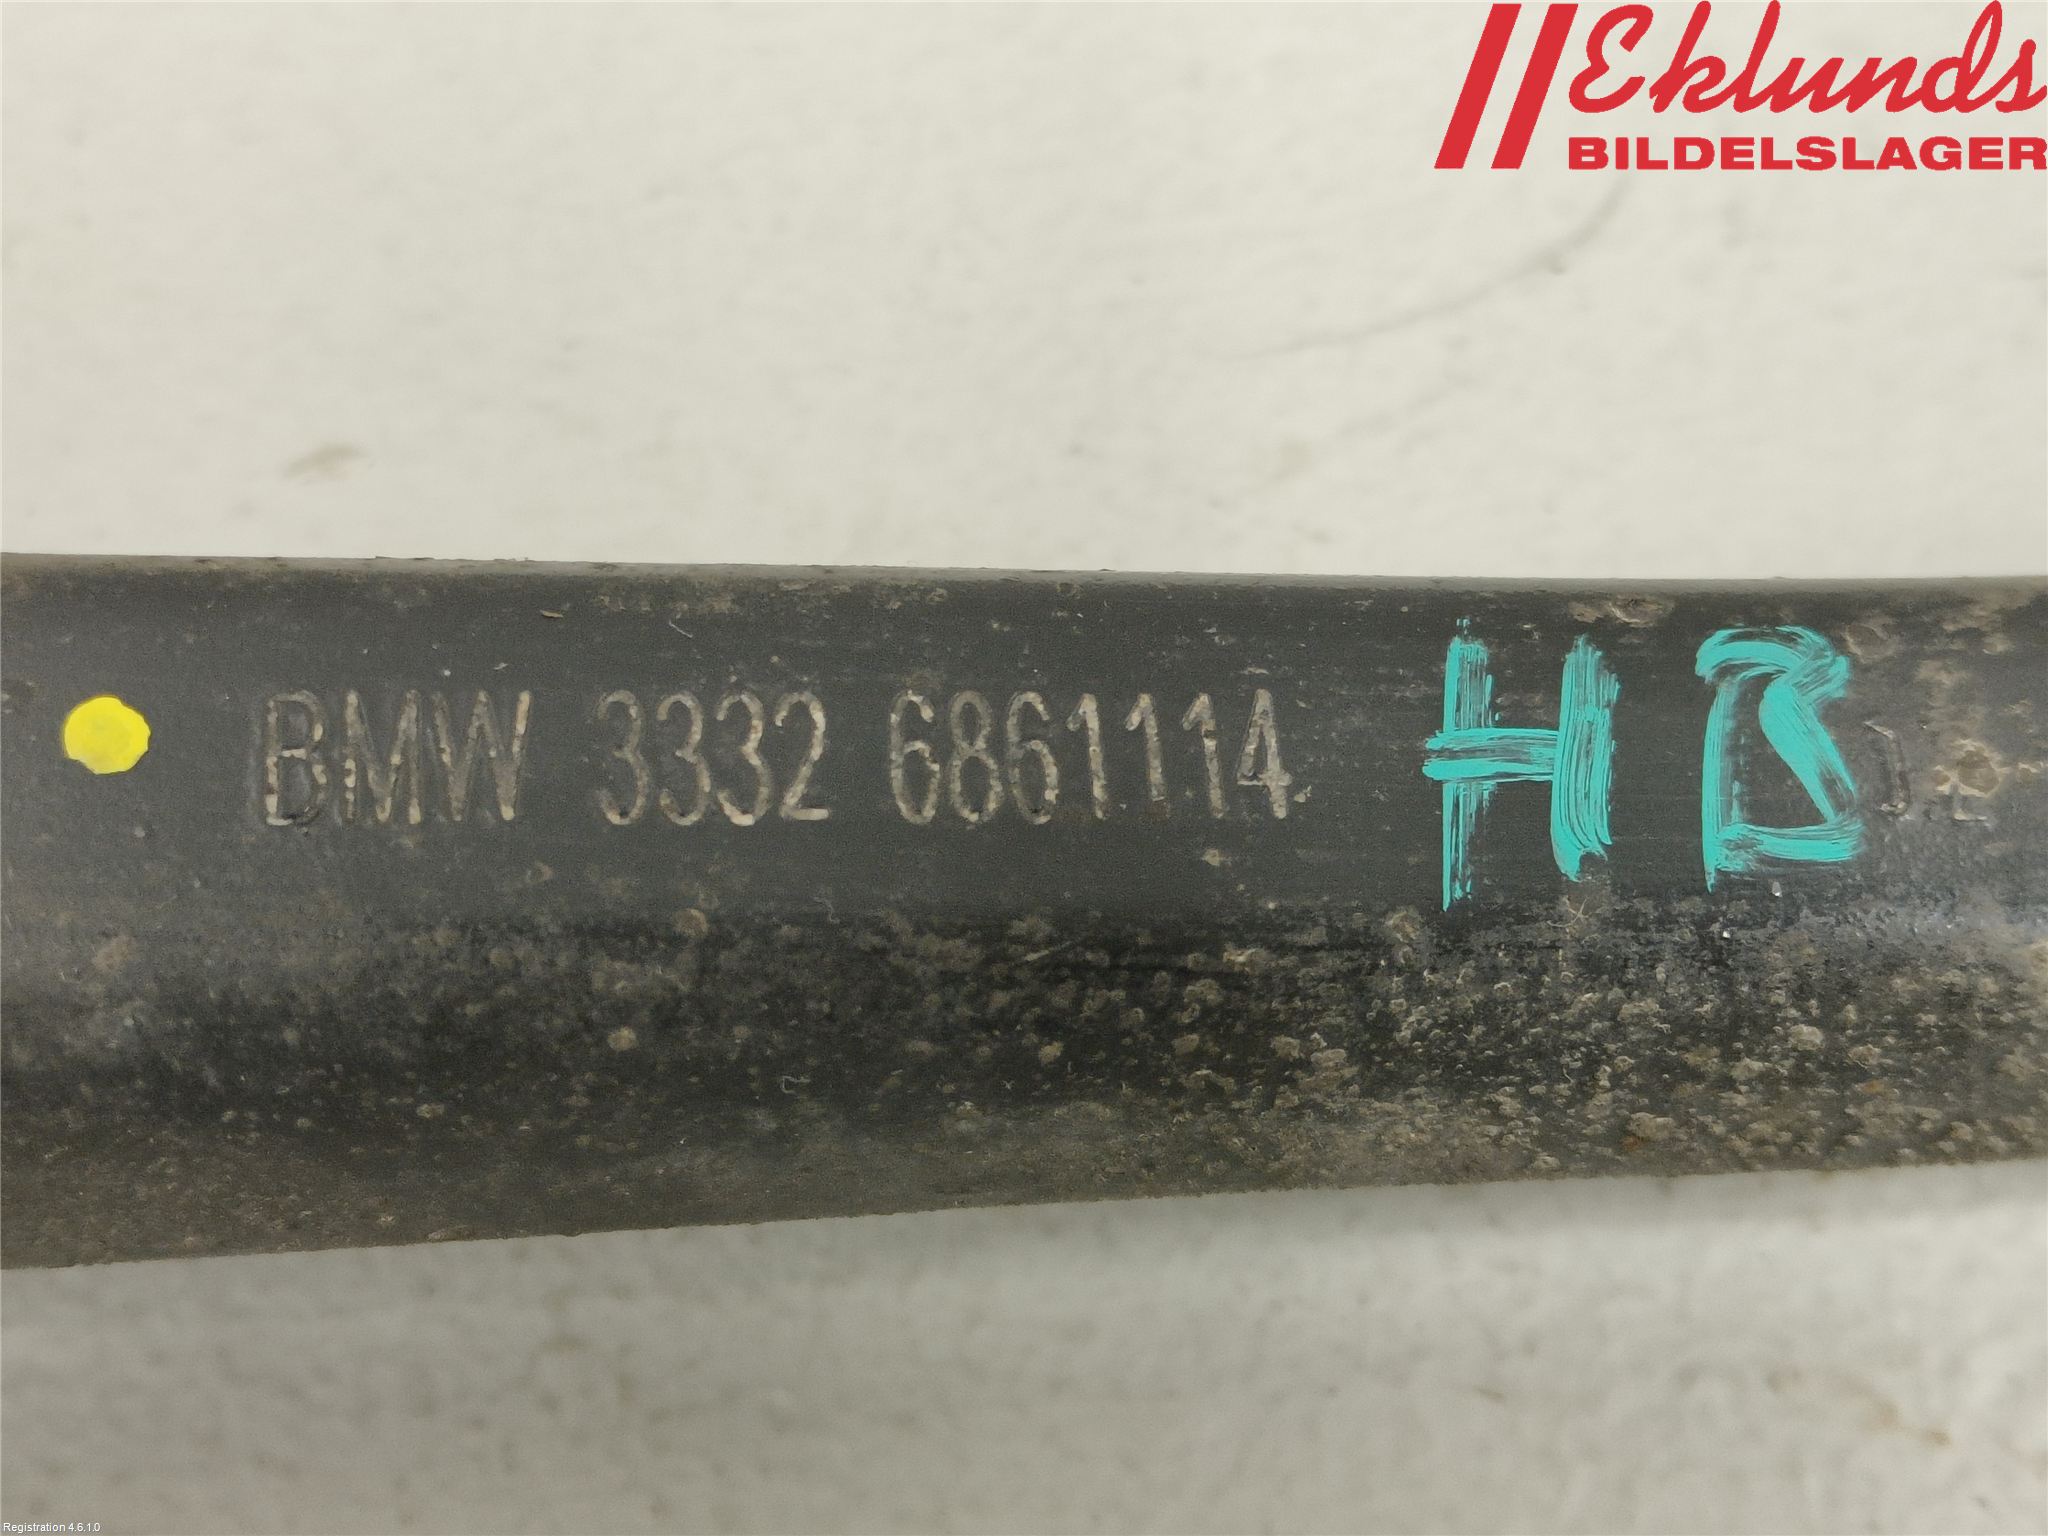 Eklunds
BILDELSLAGER
BMW 3332 6861114 HB
Registration 4.6.1.0